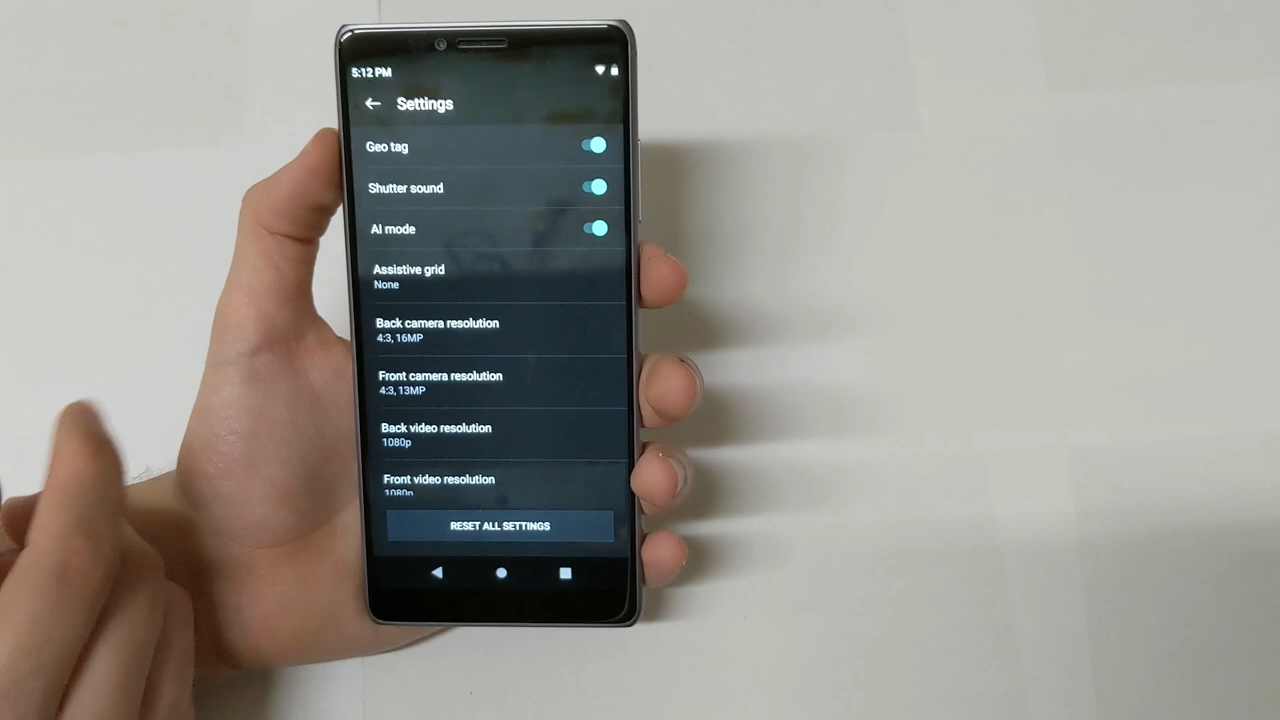 5:12 PM
Settings
Geo tag
Shutter sound
AI mode
Assistive grid
None
Back camera resolution
4:3, 16MP
Front camera resolution
4:3, 13MP
Back video resolution
1080p
Front video resolution
1080p
RESET ALL SETTINGS